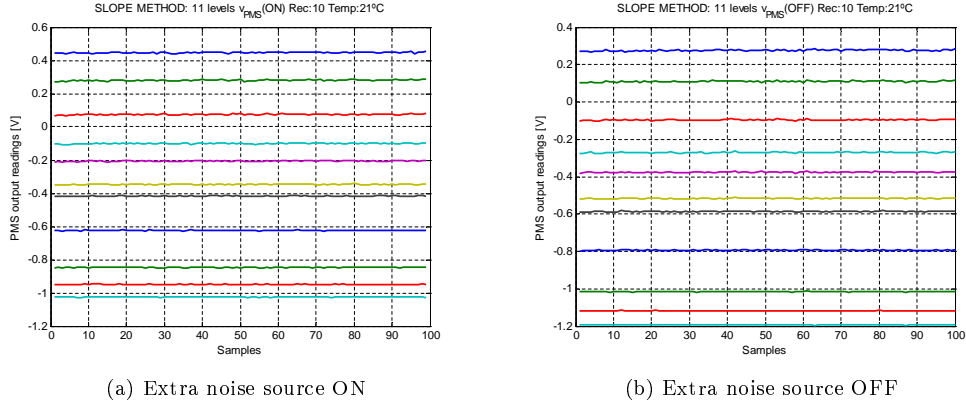 SLOPE METHOD: 11 levels v_PMS(ON) Rec:10 Temp:21ºC
PMS output readings [V]
0.6
0.4
0.2
0
-0.2
-0.4
-0.6
-0.8
-1
-1.2
0 10 20 30 40 50 60 70 80 90 100
Samples
(a) Extra noise source ON
SLOPE METHOD: 11 levels v_PMS(OFF) Rec:10 Temp:21ºC
PMS output readings [V]
0.4
0.2
0
-0.2
-0.4
-0.6
-0.8
-1
-1.2
0 10 20 30 40 50 60 70 80 90 100
Samples
(b) Extra noise source OFF